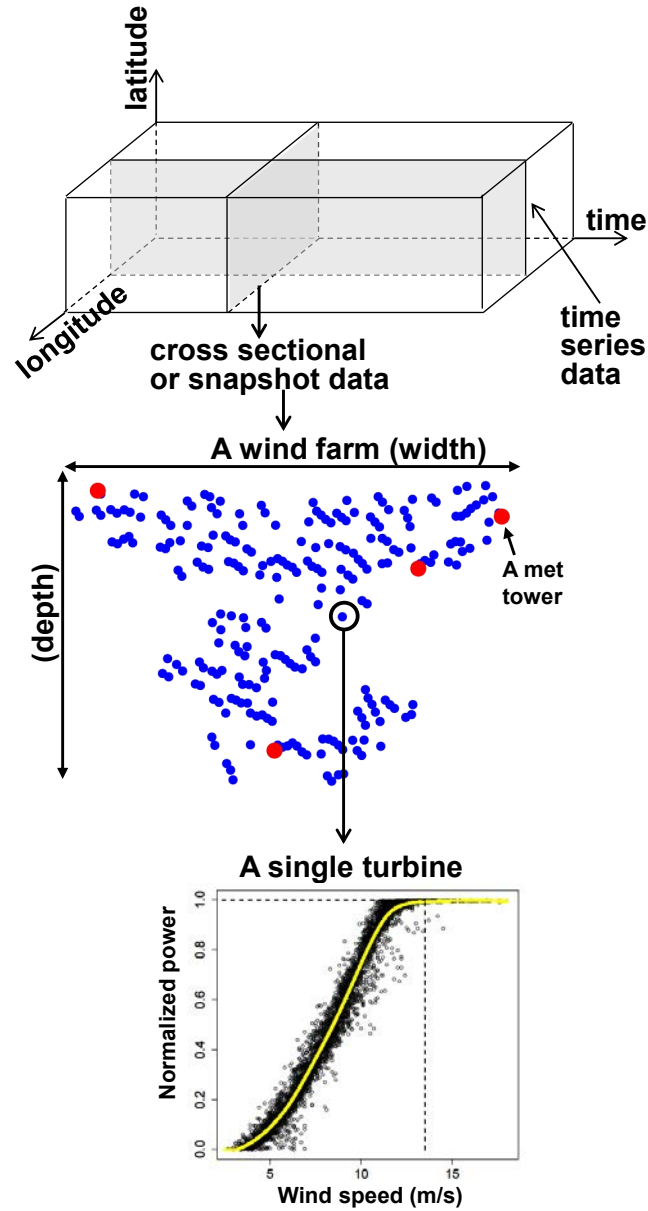 latitude
time
longitude
time
series
data
cross sectional
or snapshot data
A wind farm (width)
(depth)
A met
tower
A single turbine
Normalized power
1.0
0.8
0.6
0.4
0.2
0.0
5
10
15
Wind speed (m/s)